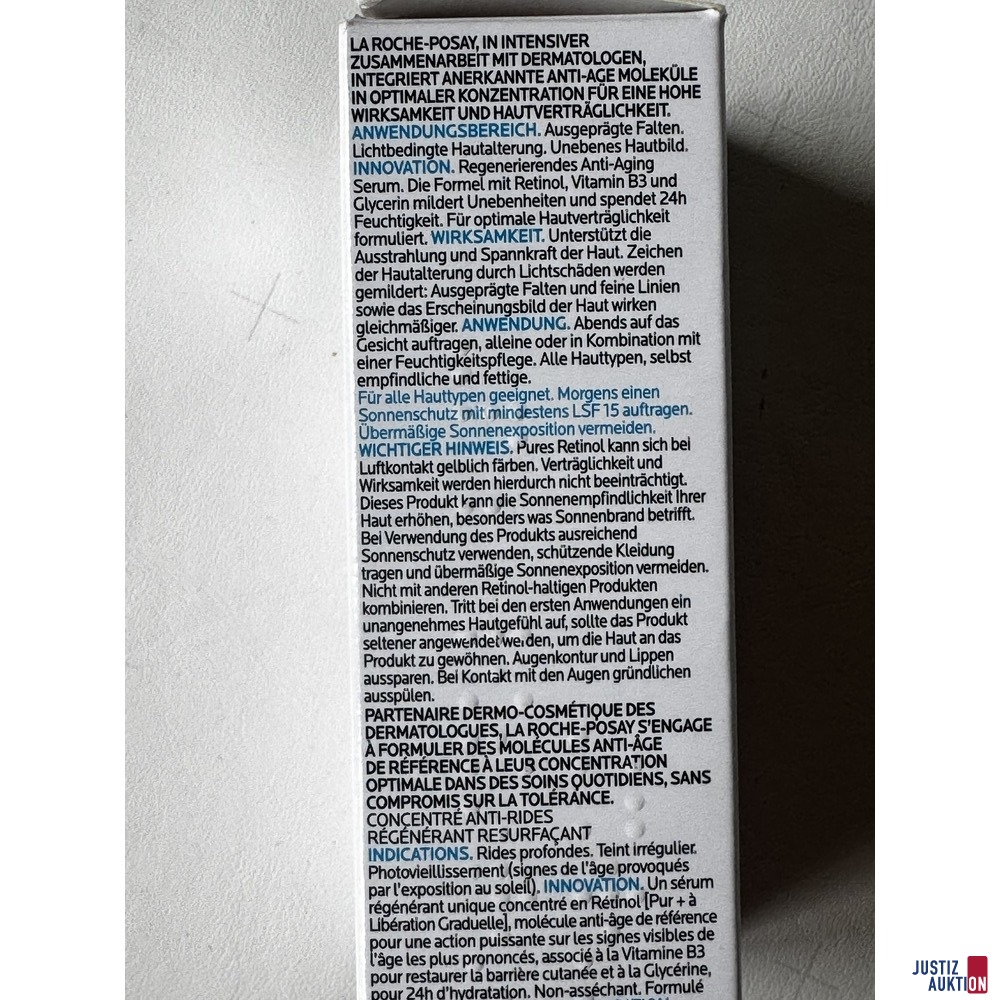 LA ROCHE-POSAY, IN INTENSIVER
ZUSAMMENARBEIT MIT DERMATOLOGEN,
INTEGRIERT ANERKANNTE ANTI-AGE MOLEKÜLE
IN OPTIMALER KONZENTRATION FÜR EINE HOHE
WIRKSAMKEIT UND HAUTVERTRÄGLICHKEIT.
ANWENDUNGSBEREICH. Ausgeprägte Falten.
Lichtbedingte Hautalterung. Unebenes Hautbild.
INNOVATION. Regenerierendes Anti-Aging
Serum. Die Formel mit Retinol, Vitamin B3 und
Glycerin mildert Unebenheiten und spendet 24h
Feuchtigkeit. Für optimale Hautverträglichkeit
formuliert. WIRKSAMKEIT. Unterstützt die
Ausstrahlung und Spannkraft der Haut. Zeichen
der Hautalterung durch Lichtschäden werden
gemildert: Ausgeprägte Falten und feine Linien
sowie das Erscheinungsbild der Haut wirken
gleichmäßiger. ANWENDUNG. Abends auf das
Gesicht auftragen, alleine oder in Kombination mit
einer Feuchtigkeitspflege. Alle Hauttypen, selbst
empfindliche und fettige.
Für alle Hauttypen geeignet. Morgens einen
Sonnenschutz mit mindestens LSF 15 auftragen.
Übermäßige Sonnenexposition vermeiden.
WICHTIGER HINWEIS. Pures Retinol kann sich bei
Luftkontakt gelblich färben. Verträglichkeit und
Wirksamkeit werden hierdurch nicht beeinträchtigt.
Dieses Produkt kann die Sonnenempfindlichkeit Ihrer
Haut erhöhen, besonders was Sonnenbrand betrifft.
Bei Verwendung des Produkts ausreichend
Sonnenschutz verwenden, schützende Kleidung
tragen und übermäßige Sonnenexposition vermeiden.
Nicht mit anderen Retinol-haltigen Produkten
kombinieren. Tritt bei den ersten Anwendungen ein
unangenehmes Hautgefühl auf, sollte das Produkt
seltener angewendet werden, um die Haut an das
Produkt zu gewöhnen. Augenkontur und Lippen
aussparen. Bei Kontakt mit den Augen gründlichen
ausspülen.
PARTENAIRE DERMO-COSMÉTIQUE DES
DERMATOLOGUES, LA ROCHE-POSAY S'ENGAGE
À FORMULER DES MOLÉCULES ANTI-ÂGE
DE RÉFÉRENCE À LEUR CONCENTRATION
OPTIMALE DANS DES SOINS QUOTIDIENS, SANS
COMPROMIS SUR LA TOLÉRANCE.
CONCENTRÉ ANTI-RIDES
RÉGÉNÉRANT RESURFAÇANT
INDICATIONS. Rides profondes. Teint irrégulier.
Photovieillissement (signes de l'âge provoqués
par l'exposition au soleil). INNOVATION. Un sérum
régénérant unique concentré en Rétinol [Pur + à
Libération Graduelle], molécule anti-âge de référence
pour une action puissante sur les signes visibles de
l'âge les plus prononcés, associé à la Vitamine B3
pour restaurer la barrière cutanée et à la Glycérine,
pour 24h d'hydratation. Non-asséchant. Formulé
JUSTIZ
AUKTION